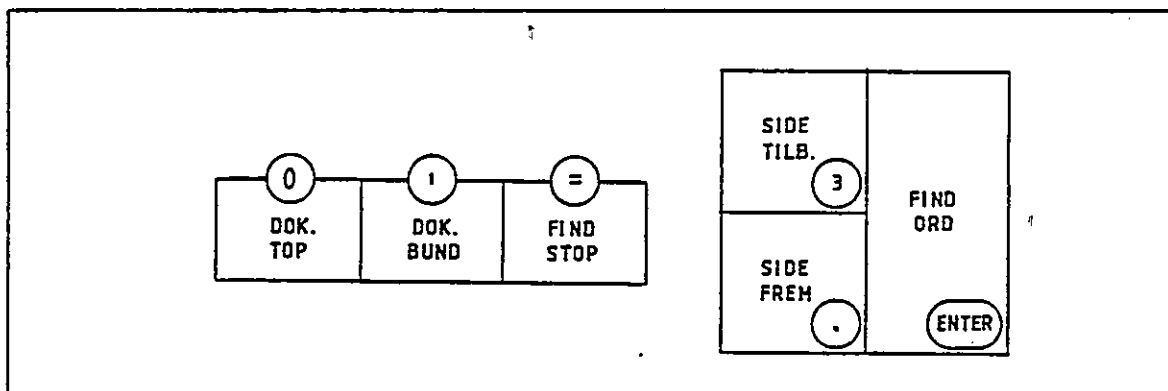 0
DOK.
TOP
1
DOK.
BUND
=
FIND
STOP
SIDE
TILB.
3
SIDE
FREM
.
FIND
ORD
ENTER